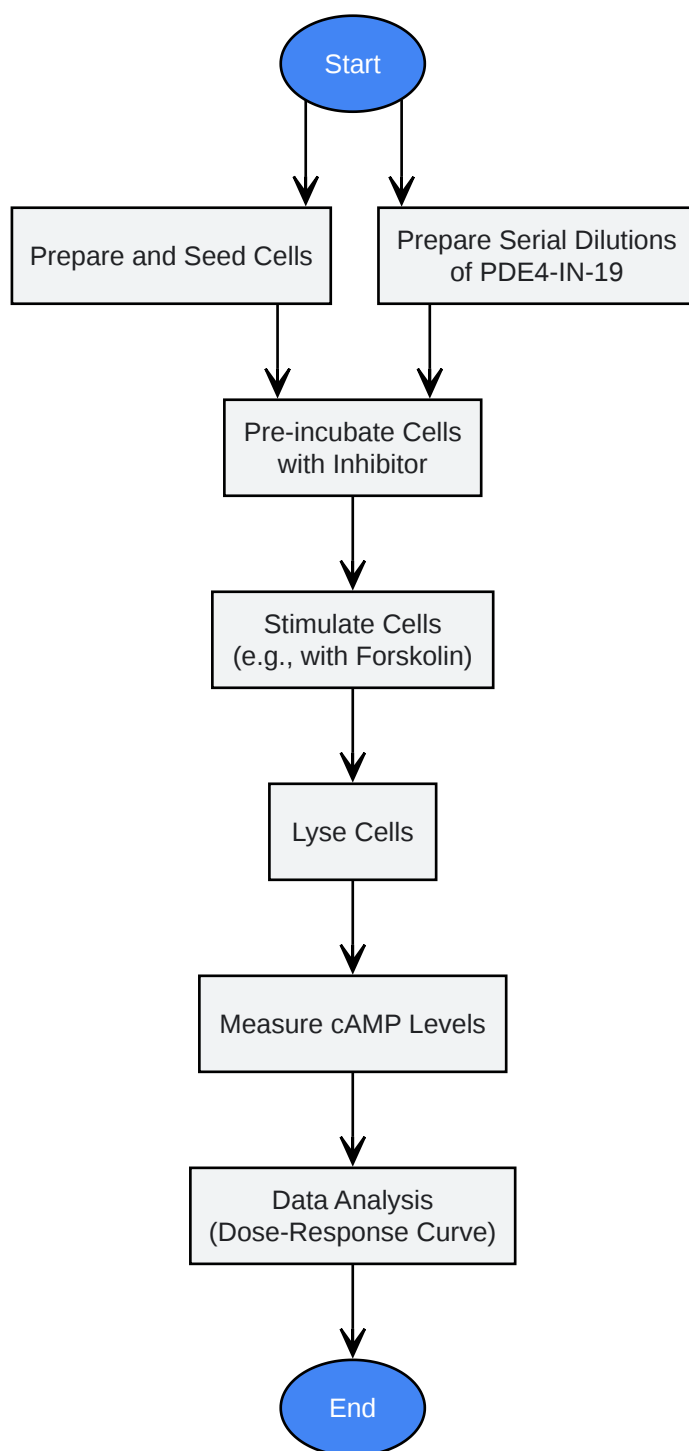 Start
Prepare and Seed Cells
Prepare Serial Dilutions
of PDE4-IN-19
Pre-incubate Cells
with Inhibitor
Stimulate Cells
(e.g., with Forskolin)
Lyse Cells
Measure cAMP Levels
Data Analysis
(Dose-Response Curve)
End